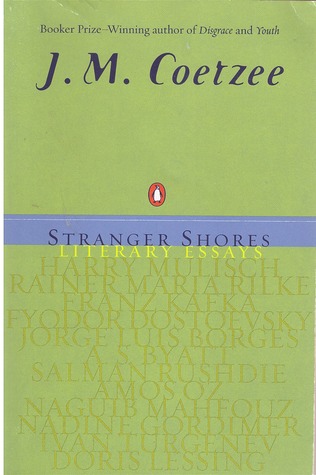 Booker Prize–Winning author of Disgrace and Youth
J. M. Coetzee
STRANGER SHORES
LITERARY ESSAYS
HARRY MULISCH
RAINER MARIA RILKE
FRANZ KAFKA
FYODOR DOSTOEVSKY
JORGE LUIS BORGES
A. S. BYATT
SALMAN RUSHDIE
AMOS OZ
NAGUIB MAHFOUZ
NADINE GORDIMER
IVAN TURGENEV
DORIS LESSING